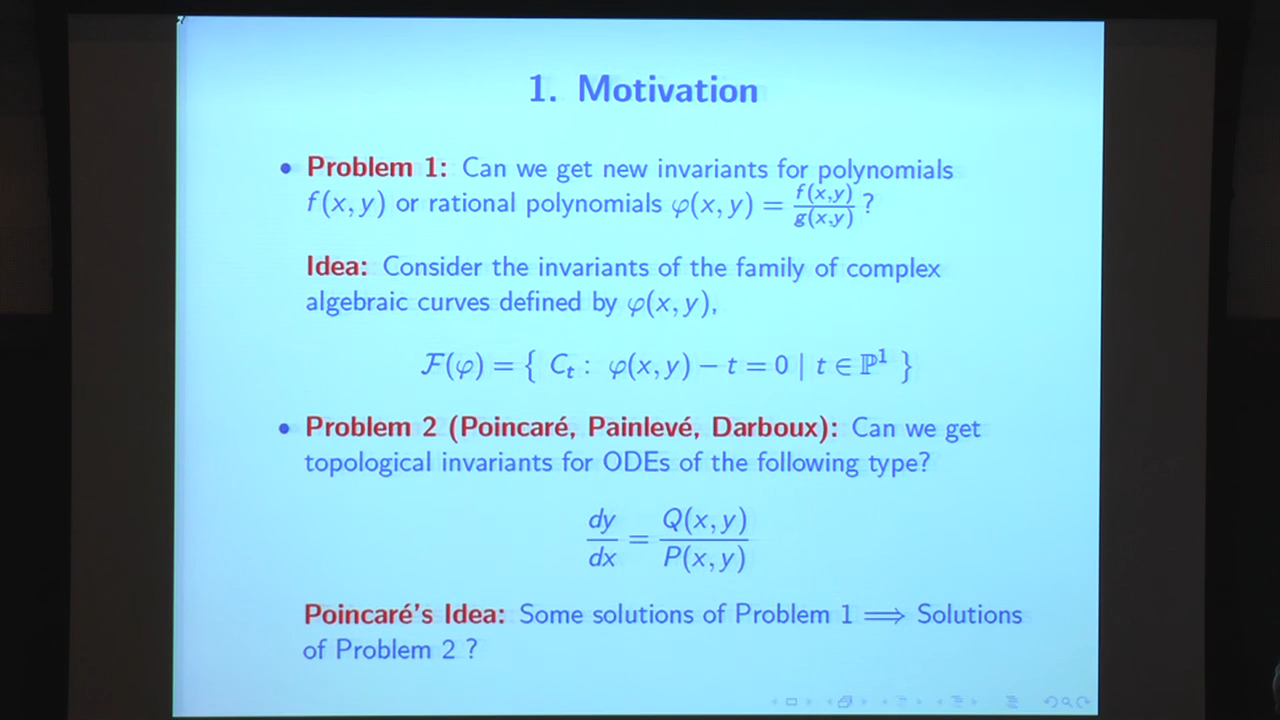 1. Motivation
• Problem 1: Can we get new invariants for polynomials
f(x, y) or rational polynomials φ(x, y) = f(x,y)/g(x,y) ?
Idea: Consider the invariants of the family of complex
algebraic curves defined by φ(x, y),
F(φ) = { C_t : φ(x, y) − t = 0 | t ∈ ℙ¹ }
• Problem 2 (Poincaré, Painlevé, Darboux): Can we get
topological invariants for ODEs of the following type?
dy/dx = Q(x, y)/P(x, y)
Poincaré's Idea: Some solutions of Problem 1 ⟹ Solutions
of Problem 2 ?